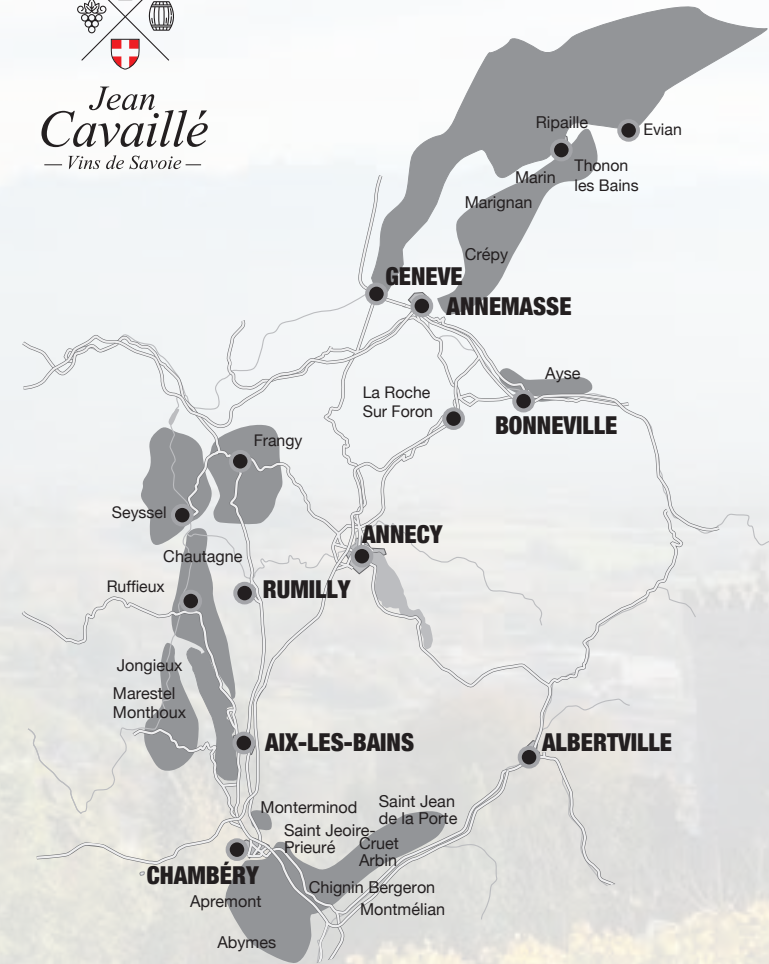 Jean
Cavaillé
— Vins de Savoie —
Ripaille
Evian
Thonon
les Bains
Marin
Marignan
Crépy
GENEVE
ANNEMASSE
Ayse
La Roche
Sur Foron
BONNEVILLE
Frangy
Seyssel
ANNECY
Chautagne
Ruffieux
RUMILLY
Jongieux
Marestel
Monthoux
AIX-LES-BAINS
ALBERTVILLE
Monterminod
Saint Jean
de la Porte
Saint Jeoire-
Prieuré
Cruet
Arbin
CHAMBÉRY
Chignin Bergeron
Apremont
Montmélian
Abymes